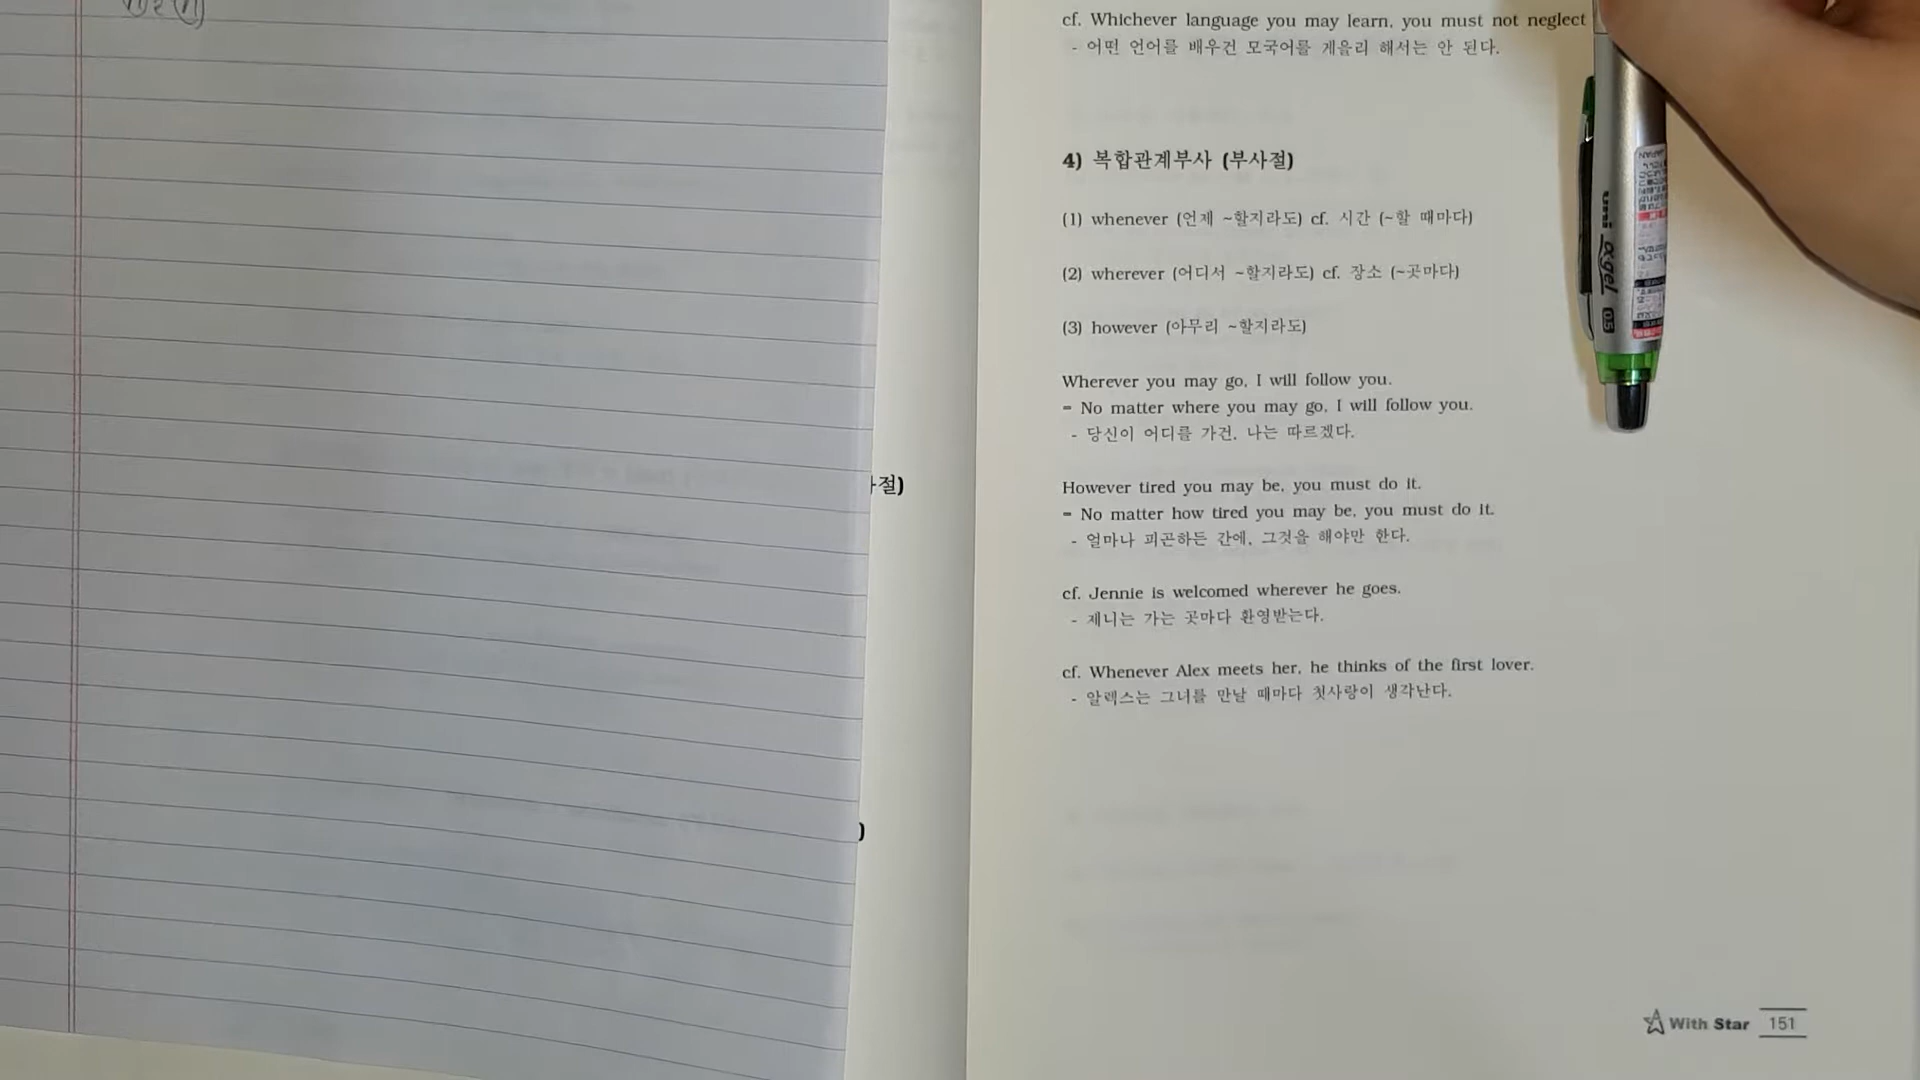 cf. Whichever language you may learn, you must not neglect
- 어떤 언어를 배우건 모국어를 게을리 해서는 안 된다.
4) 복합관계부사 (부사절)
(1) whenever (언제 ~할지라도) cf. 시간 (~할 때마다)
(2) wherever (어디서 ~할지라도) cf. 장소 (~곳마다)
(3) however (아무리 ~할지라도)
Wherever you may go, I will follow you.
= No matter where you may go, I will follow you.
- 당신이 어디를 가건, 나는 따르겠다.
However tired you may be, you must do it.
= No matter how tired you may be, you must do it.
- 얼마나 피곤하든 간에, 그것을 해야만 한다.
cf. Jennie is welcomed wherever he goes.
- 제니는 가는 곳마다 환영받는다.
cf. Whenever Alex meets her, he thinks of the first lover.
- 알렉스는 그녀를 만날 때마다 첫사랑이 생각난다.
With Star 151
절)
)
uni αgel 0.5
JAPAN